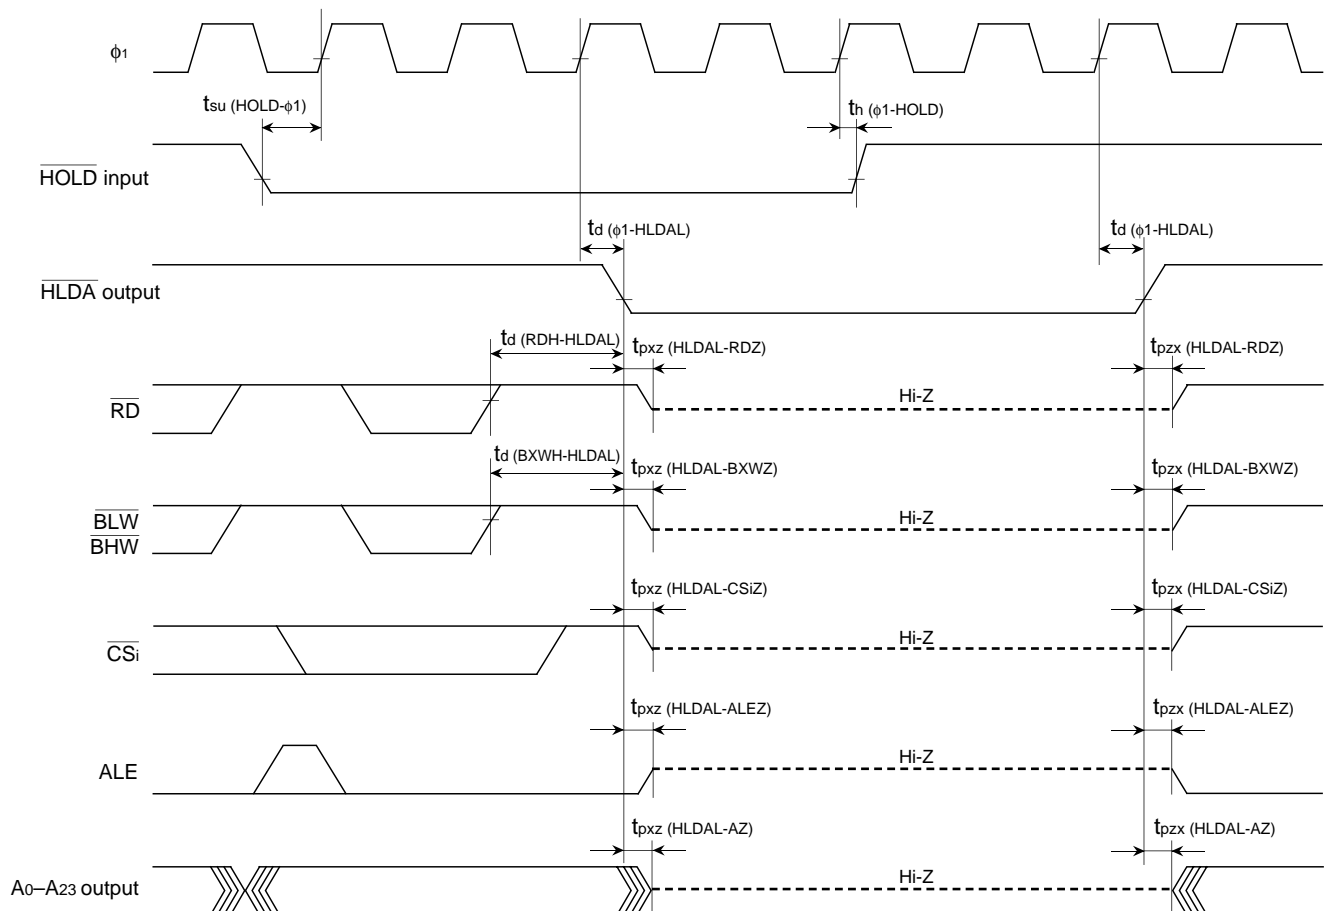 ϕ1
tsu (HOLD-ϕ1)
th (ϕ1-HOLD)
HOLD input
td (ϕ1-HLDAL)
td (ϕ1-HLDAL)
HLDA output
td (RDH-HLDAL)
tpxz (HLDAL-RDZ)
tpzx (HLDAL-RDZ)
RD
Hi-Z
td (BXWH-HLDAL)
tpxz (HLDAL-BXWZ)
tpzx (HLDAL-BXWZ)
BLW
BHW
Hi-Z
tpxz (HLDAL-CSiZ)
tpzx (HLDAL-CSiZ)
CSi
Hi-Z
tpxz (HLDAL-ALEZ)
tpzx (HLDAL-ALEZ)
ALE
Hi-Z
tpxz (HLDAL-AZ)
tpzx (HLDAL-AZ)
A0–A23 output
Hi-Z